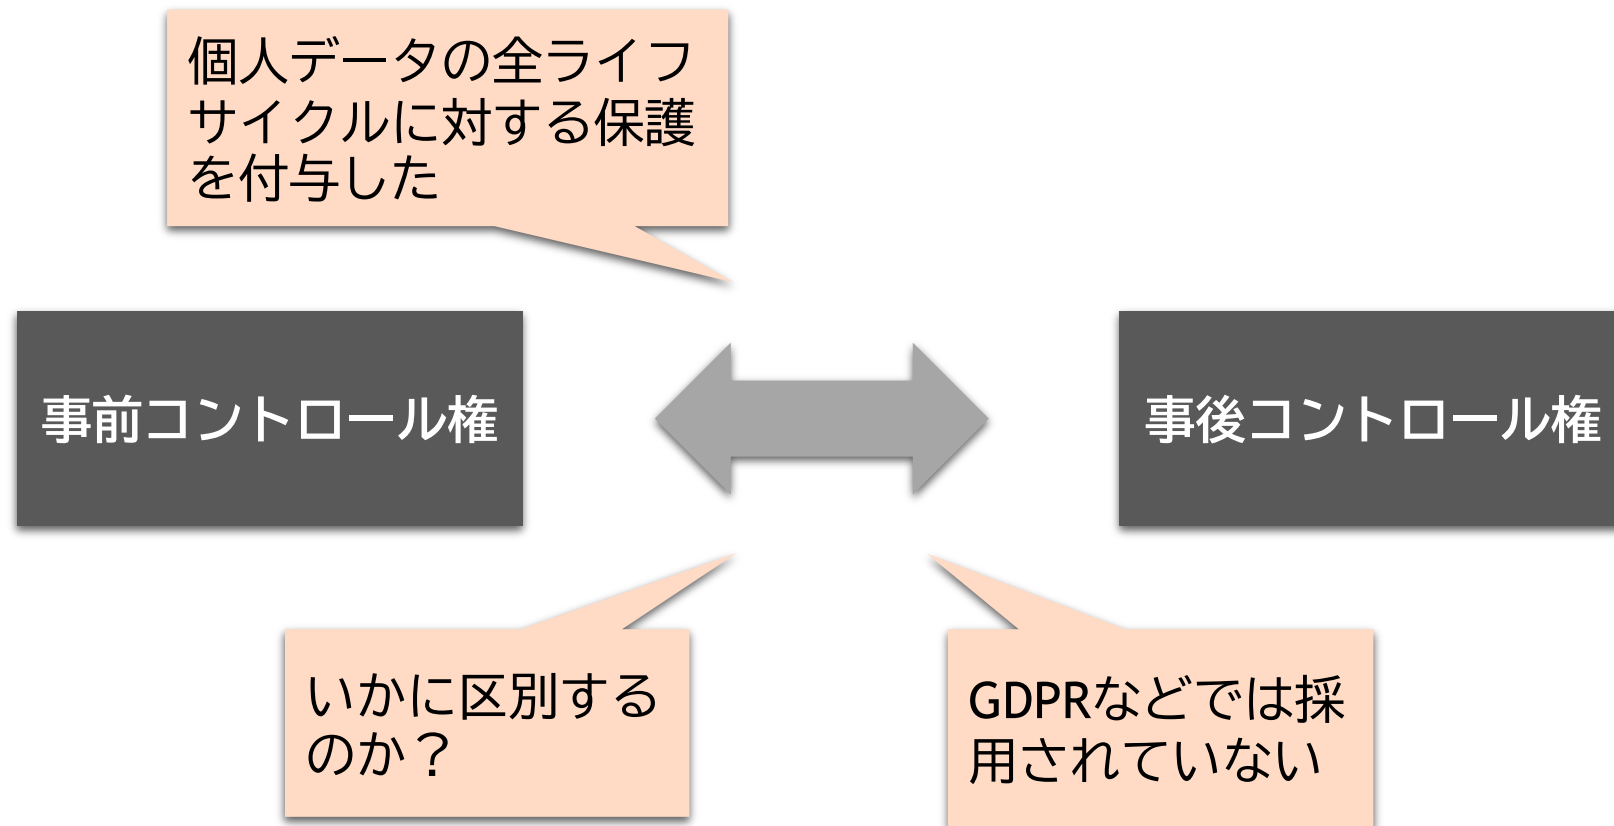 個人データの全ライフ
サイクルに対する保護
を付与した
事前コントロール権
事後コントロール権
いかに区別する
のか？
GDPRなどでは採
用されていない